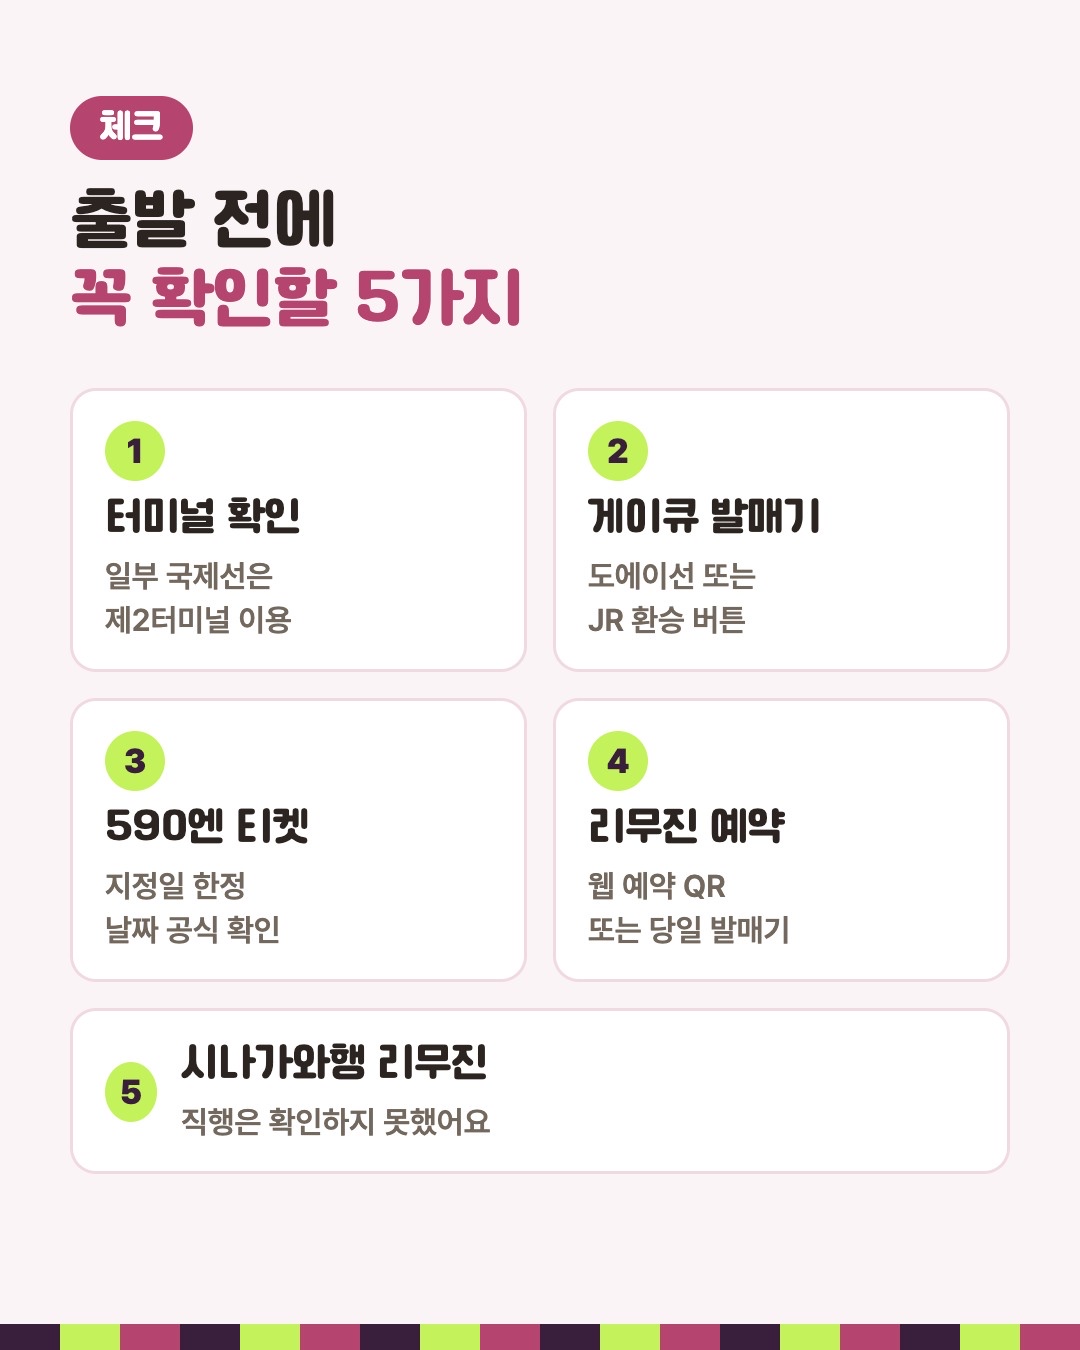 체크
출발 전에
꼭 확인할 5가지
1
터미널 확인
일부 국제선은
제2터미널 이용
2
게이큐 발매기
도에이선 또는
JR 환승 버튼
3
590엔 티켓
지정일 한정
날짜 공식 확인
4
리무진 예약
웹 예약 QR
또는 당일 발매기
5
시나가와행 리무진
직행은 확인하지 못했어요